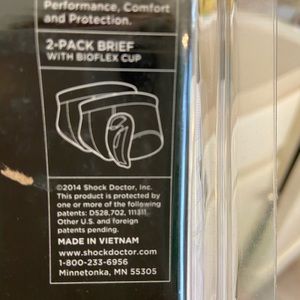 Performance, Comfort
and Protection.
2-PACK BRIEF
WITH BIOFLEX CUP
©2014 Shock Doctor, Inc.
This product is protected by
one or more of the following
patents: D528,702, 111311
Other U.S. and foreign
patents pending.
MADE IN VIETNAM
www.shockdoctor.com
1-800-233-6956
Minnetonka, MN 55305